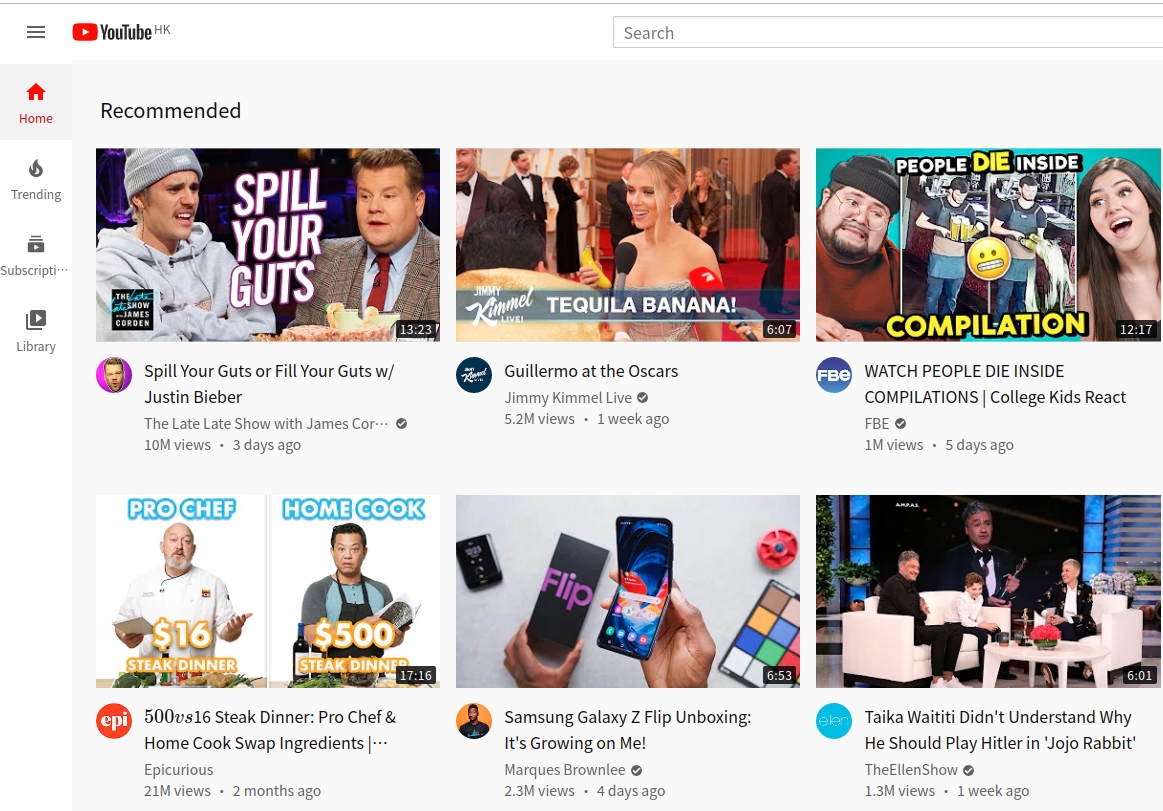 YouTube HK
Search
Home
Trending
Subscripti…
Library
Recommended
SPILL
YOUR
GUTS
THE
Late Late
SHOW
WITH JAMES
CORDEN
13:23
JIMMY
Kimmel
LIVE!
TEQUILA BANANA!
6:07
PEOPLE DIE INSIDE
COMPILATION
12:17
Spill Your Guts or Fill Your Guts w/
Justin Bieber
The Late Late Show with James Cor…
10M views • 3 days ago
Guillermo at the Oscars
Jimmy Kimmel Live
5.2M views • 1 week ago
FBE
WATCH PEOPLE DIE INSIDE
COMPILATIONS | College Kids React
FBE
1M views • 5 days ago
PRO CHEF
HOME COOK
$16
STEAK DINNER
$500
STEAK DINNER
17:16
Flip
6:53
A.M.P.A.S.
6:01
epi
500vs16 Steak Dinner: Pro Chef &
Home Cook Swap Ingredients |…
Epicurious
21M views • 2 months ago
Samsung Galaxy Z Flip Unboxing:
It's Growing on Me!
Marques Brownlee
2.3M views • 4 days ago
ellen
Taika Waititi Didn't Understand Why
He Should Play Hitler in 'Jojo Rabbit'
TheEllenShow
1.3M views • 1 week ago